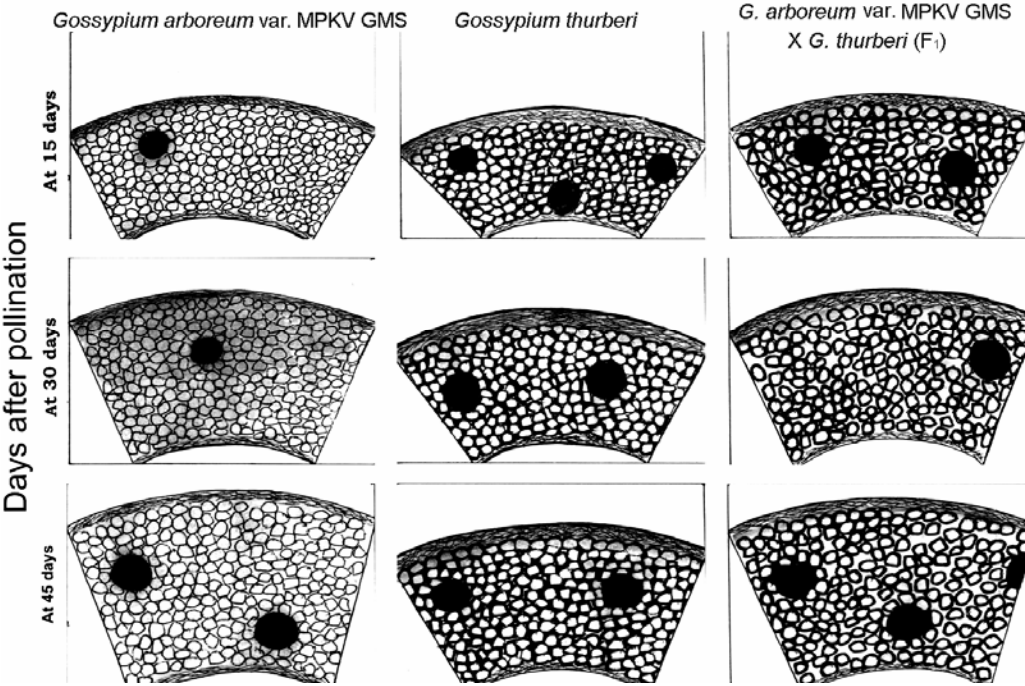 Gossypium arboreum var. MPKV GMS
Gossypium thurberi
G. arboreum var. MPKV GMS
X G. thurberi (F₁)
Days after pollination
At 15 days
At 30 days
At 45 days